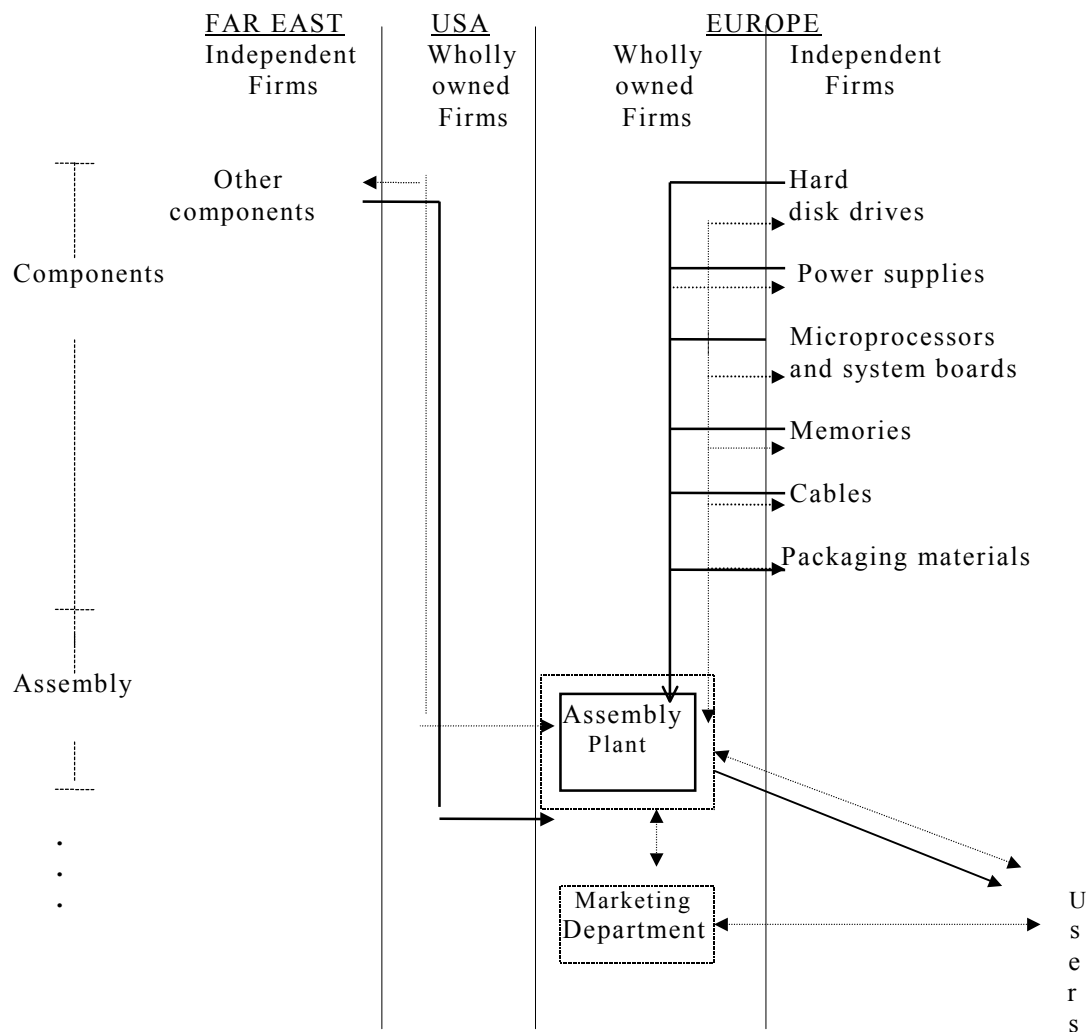 FAR EAST
Independent
Firms
USA
Wholly
owned
Firms
EUROPE
Wholly
owned
Firms
Independent
Firms
Other
components
Hard
disk drives
Components
Power supplies
Microprocessors
and system boards
Memories
Cables
Packaging materials
Assembly
Assembly
Plant
Marketing
Department
U
s
e
r
s